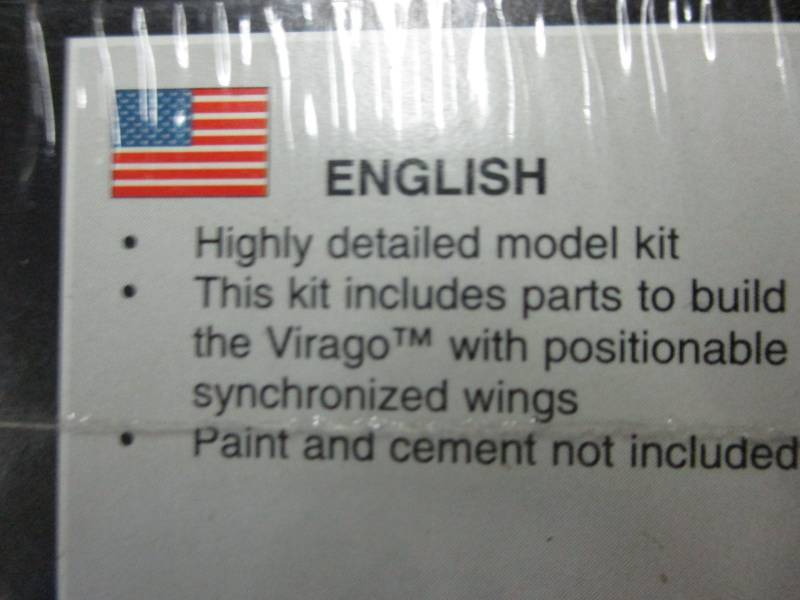 ENGLISH
• Highly detailed model kit
• This kit includes parts to build
the Virago™ with positionable
synchronized wings
• Paint and cement not included